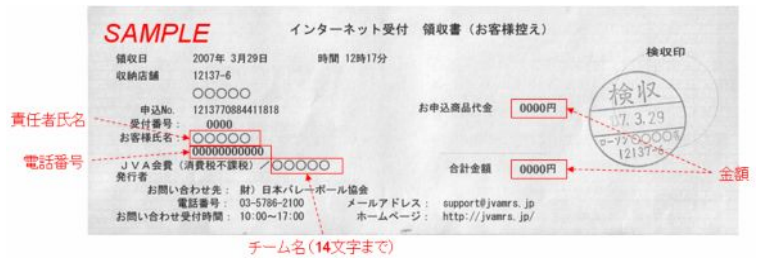 SAMPLE
インターネット受付 領収書（お客様控え）
領収日 2007年 3月29日 時間 12時17分
検収印
収納店舗 12137-6
○○○○○
申込No. 1213770884411818
お申込商品代金 0000円
受付番号： 0000
責任者氏名
お客様氏名：○○○○○
00000000000
電話番号
JVA会費（消費税不課税）／○○○○○
合計金額 0000円
金額
発行者
お問い合わせ先： 財）日本バレーボール協会
電話番号： 03-5786-2100 メールアドレス： support@jvamrs.jp
お問い合わせ受付時間： 10:00～17:00 ホームページ： http://jvamrs.jp/
検収
07.3.29
ローソン○○○○店
12137-6
チーム名（14文字まで）